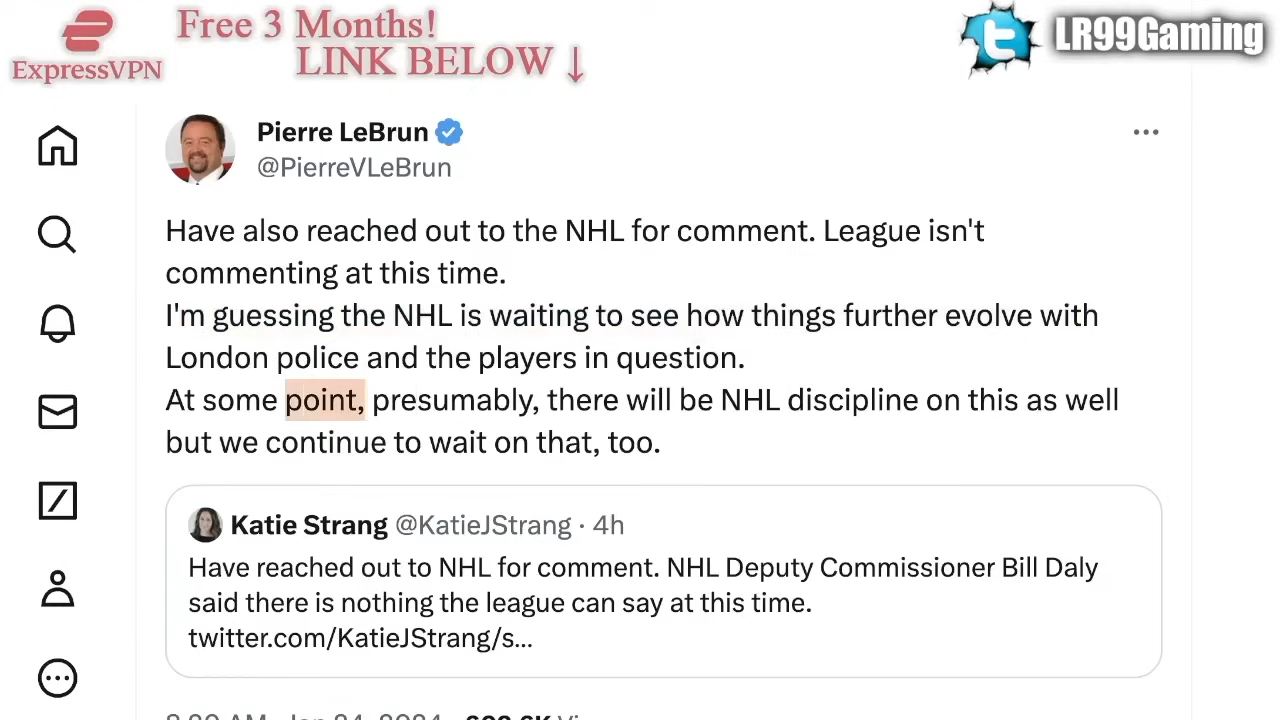 Free 3 Months!
LINK BELOW ↓
ExpressVPN
LR99Gaming
Pierre LeBrun
@PierreVLeBrun
Have also reached out to the NHL for comment. League isn't
commenting at this time.
I'm guessing the NHL is waiting to see how things further evolve with
London police and the players in question.
At some point, presumably, there will be NHL discipline on this as well
but we continue to wait on that, too.
Katie Strang @KatieJStrang · 4h
Have reached out to NHL for comment. NHL Deputy Commissioner Bill Daly
said there is nothing the league can say at this time.
twitter.com/KatieJStrang/s...